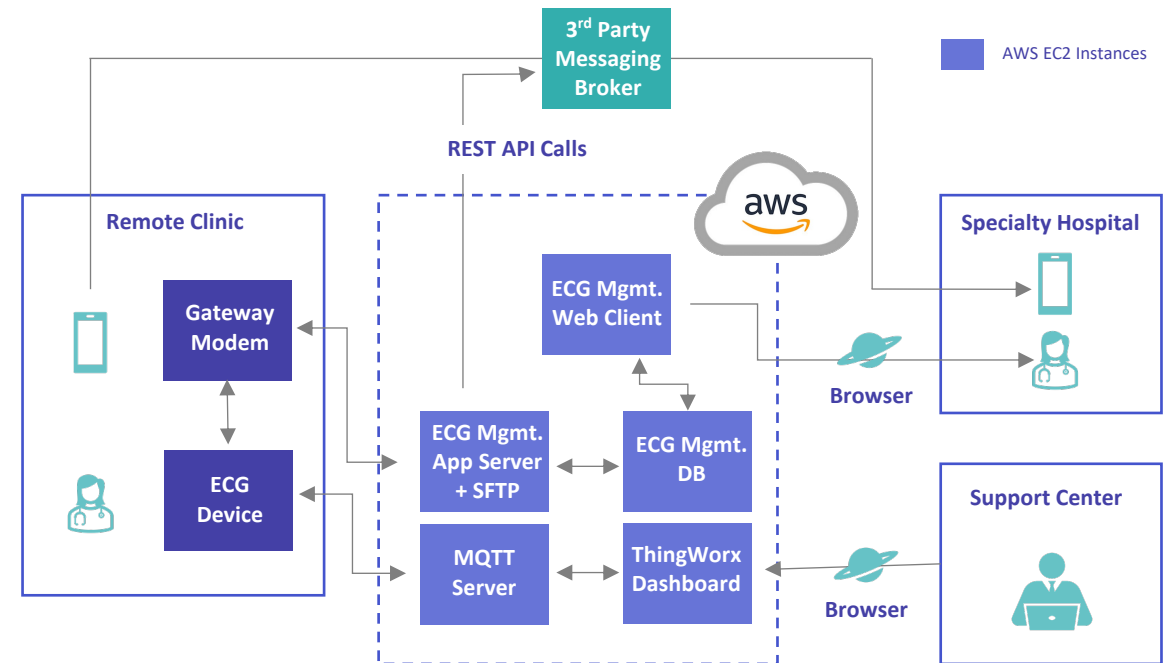 3rd Party
Messaging
Broker
AWS EC2 Instances
REST API Calls
aws
Remote Clinic
Specialty Hospital
Gateway
Modem
ECG Mgmt.
Web Client
Browser
ECG Mgmt.
App Server
+ SFTP
ECG Mgmt.
DB
ECG
Device
Support Center
MQTT
Server
ThingWorx
Dashboard
Browser